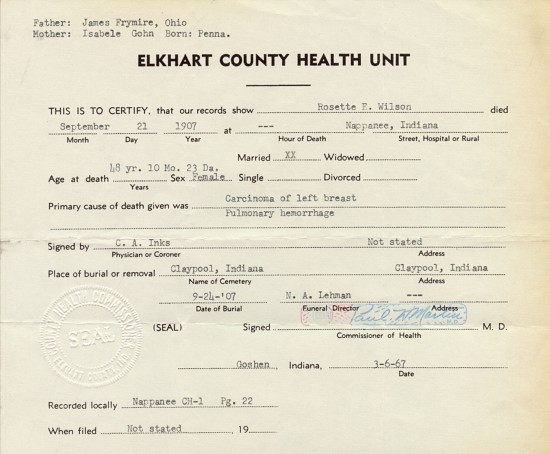 Father: James Frymire, Ohio
Mother: Isabele Gohn Born: Penna.
ELKHART COUNTY HEALTH UNIT
THIS IS TO CERTIFY, that our records show Rosette E. Wilson died
September 21 1907 at --- Nappanee, Indiana
Month Day Year Hour of Death Street, Hospital or Rural
Married XX Widowed
Age at death 48 yr. 10 Mo. 23 Da. Sex Female Single Divorced
Years
Primary cause of death given was Carcinoma of left breast
Pulmonary hemorrhage
Signed by C. A. Inks Not stated
Physician or Coroner Address
Place of burial or removal Claypool, Indiana Claypool, Indiana
Name of Cemetery Address
9-24-'07 N. A. Lehman ---
Date of Burial Funeral Director Address
(SEAL) Signed Paul W Martin M. D.
Commissioner of Health
SEAL
Goshen, Indiana, 3-6-67
Date
Recorded locally Nappanee CH-1 Pg. 22
When filed Not stated, 19